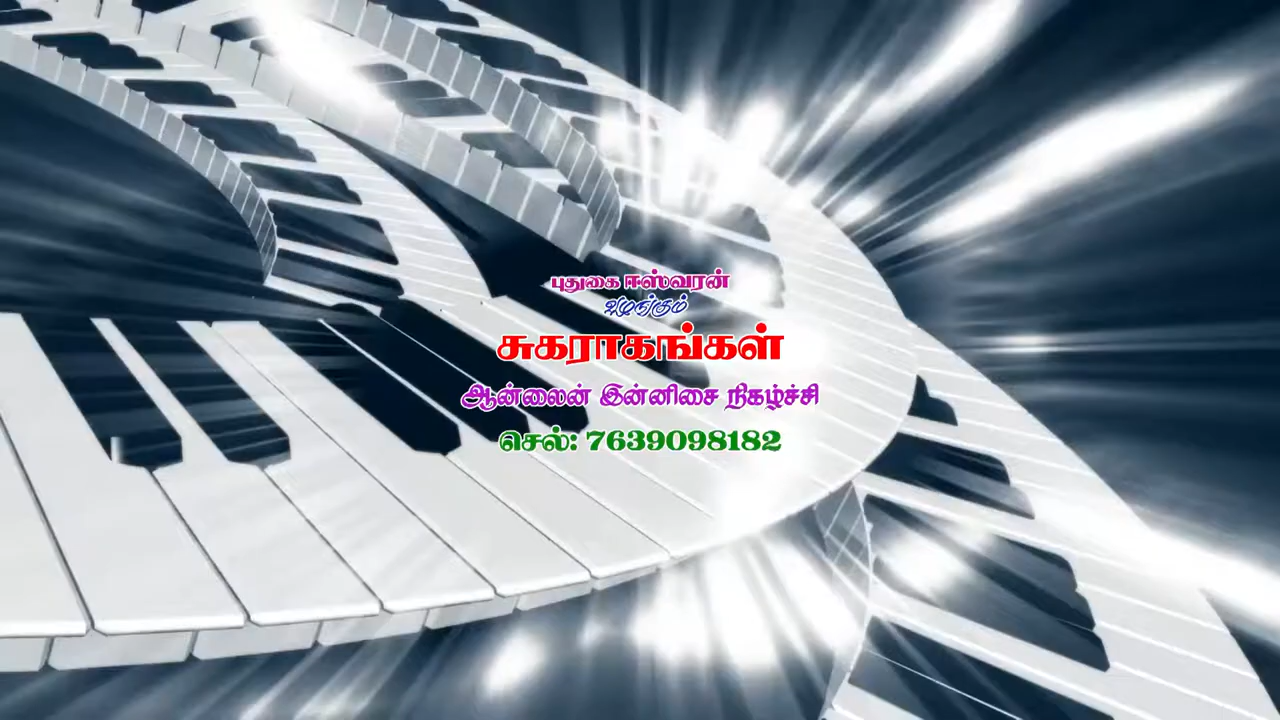 புதுகை ஈஸ்வரன்
வழங்கும்
சுகராகங்கள்
ஆன்லைன் இன்னிசை நிகழ்ச்சி
செல்: 7639098182